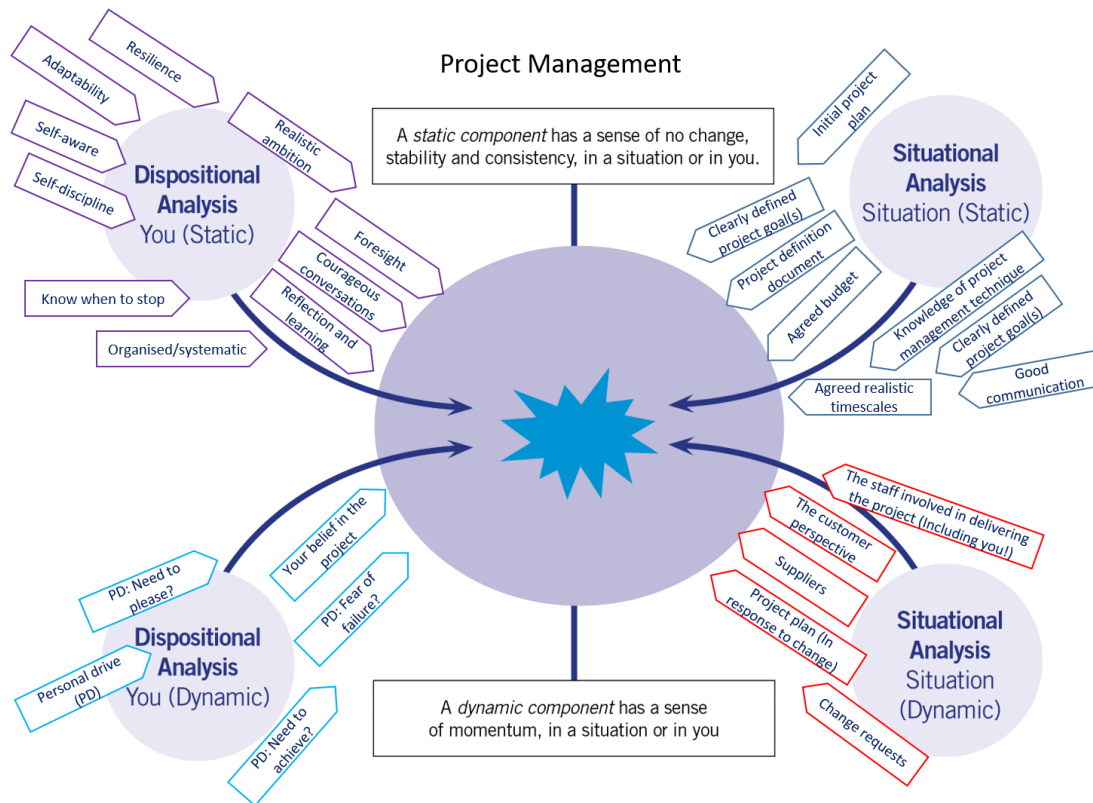 Project Management
A static component has a sense of no change,
stability and consistency, in a situation or in you.
Resilience
Adaptability
Self-aware
Self-discipline
Realistic
ambition
Dispositional
Analysis
You (Static)
Foresight
Courageous
conversations
Reflection and
learning
Know when to stop
Organised/systematic
Initial project
plan
Situational
Analysis
Situation (Static)
Clearly defined
project goal(s)
Project definition
document
Agreed budget
Knowledge of project
management technique
Clearly defined
project goal(s)
Good
communication
Agreed realistic
timescales
Your belief in the
project
PD: Need to
please?
PD: Fear of
failure?
Dispositional
Analysis
You (Dynamic)
Personal drive
(PD)
PD: Need to
achieve?
A dynamic component has a sense
of momentum, in a situation or in you
The staff involved in delivering
the project (Including you!)
The customer
perspective
Suppliers
Project plan (In
response to change)
Situational
Analysis
Situation
(Dynamic)
Change requests